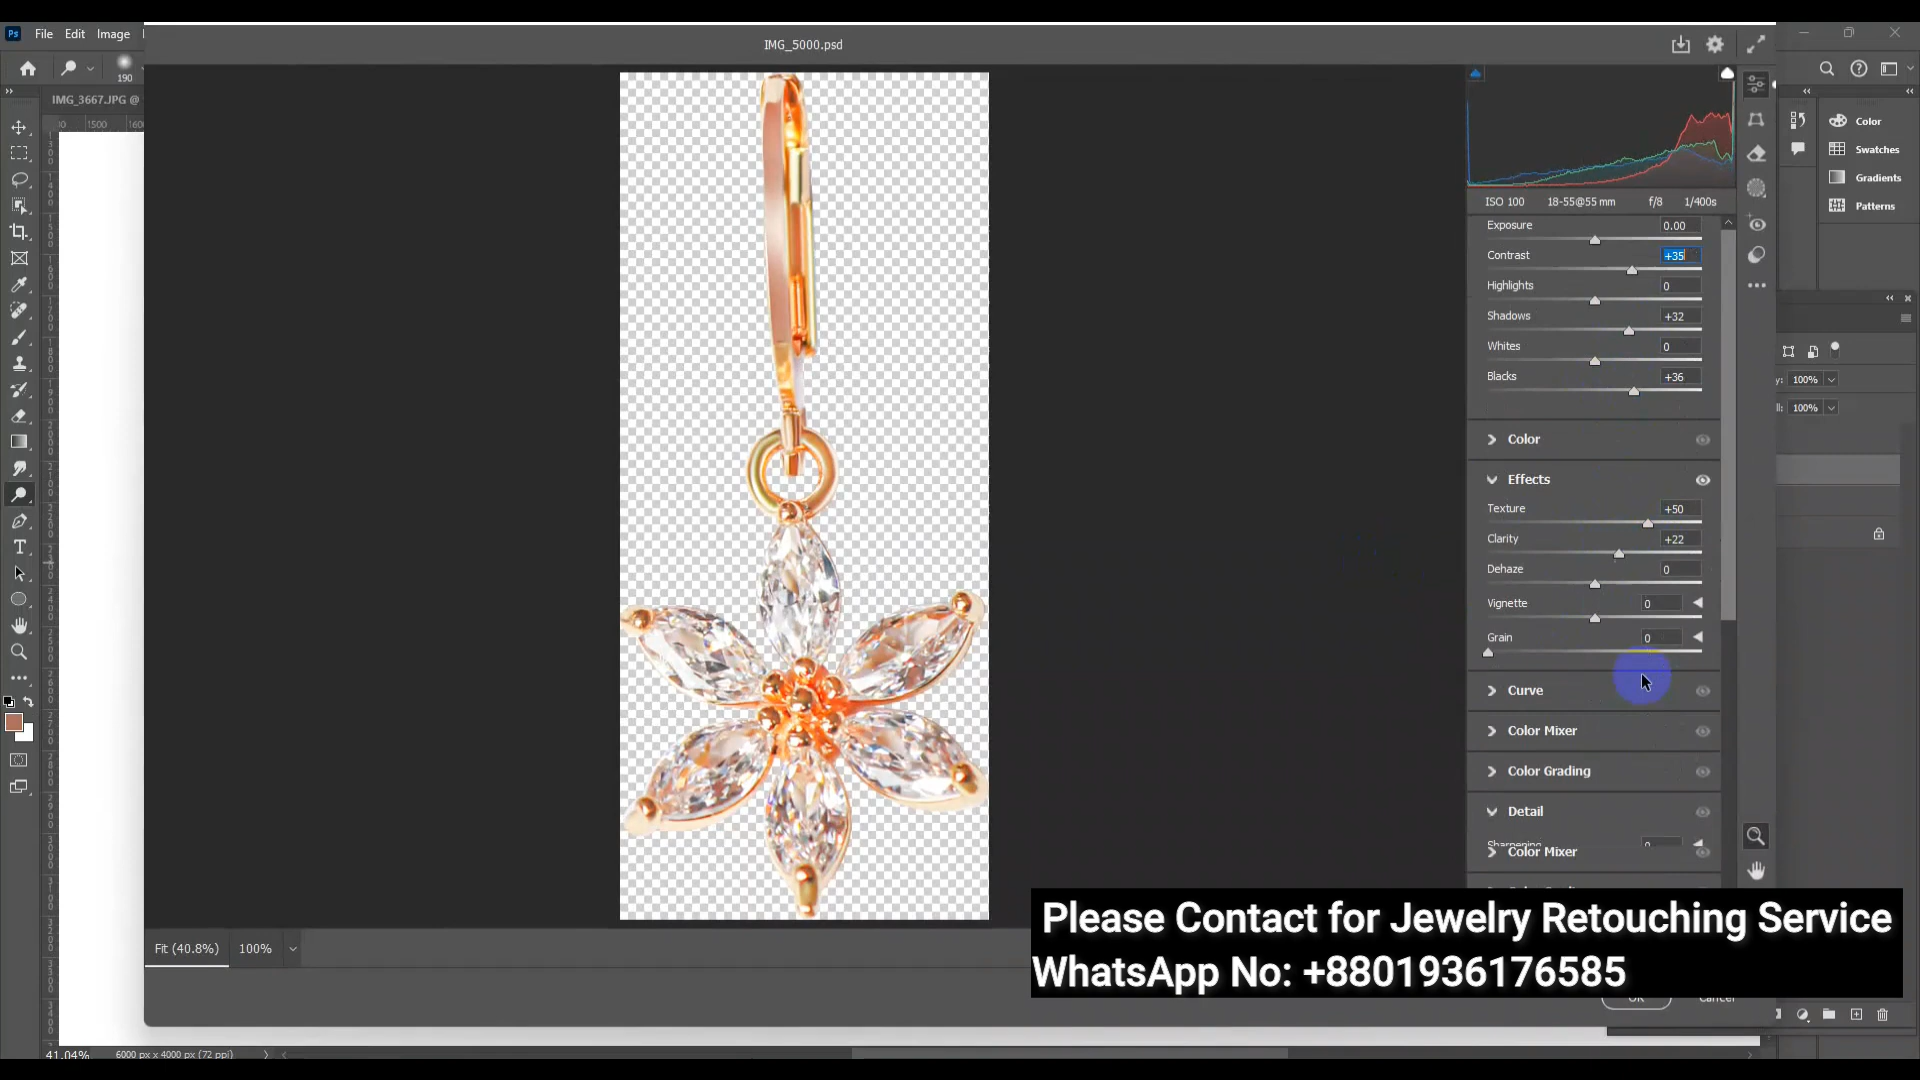 Ps File Edit Image
IMG_5000.psd
190
IMG_3667.JPG @
1500
ISO 100 18-55@55 mm f/8 1/400s
Exposure 0.00
Contrast +35
Highlights 0
Shadows +32
Whites 0
Blacks +36
Color
Effects
Texture +50
Clarity +22
Dehaze 0
Vignette 0
Grain 0
Curve
Color Mixer
Color Grading
Detail
Color Mixer
Color
Swatches
Gradients
Patterns
100%
100%
Fit (40.8%) 100%
Please Contact for Jewelry Retouching Service
WhatsApp No: +8801936176585
41.04% 6000 px x 4000 px (72 ppi)